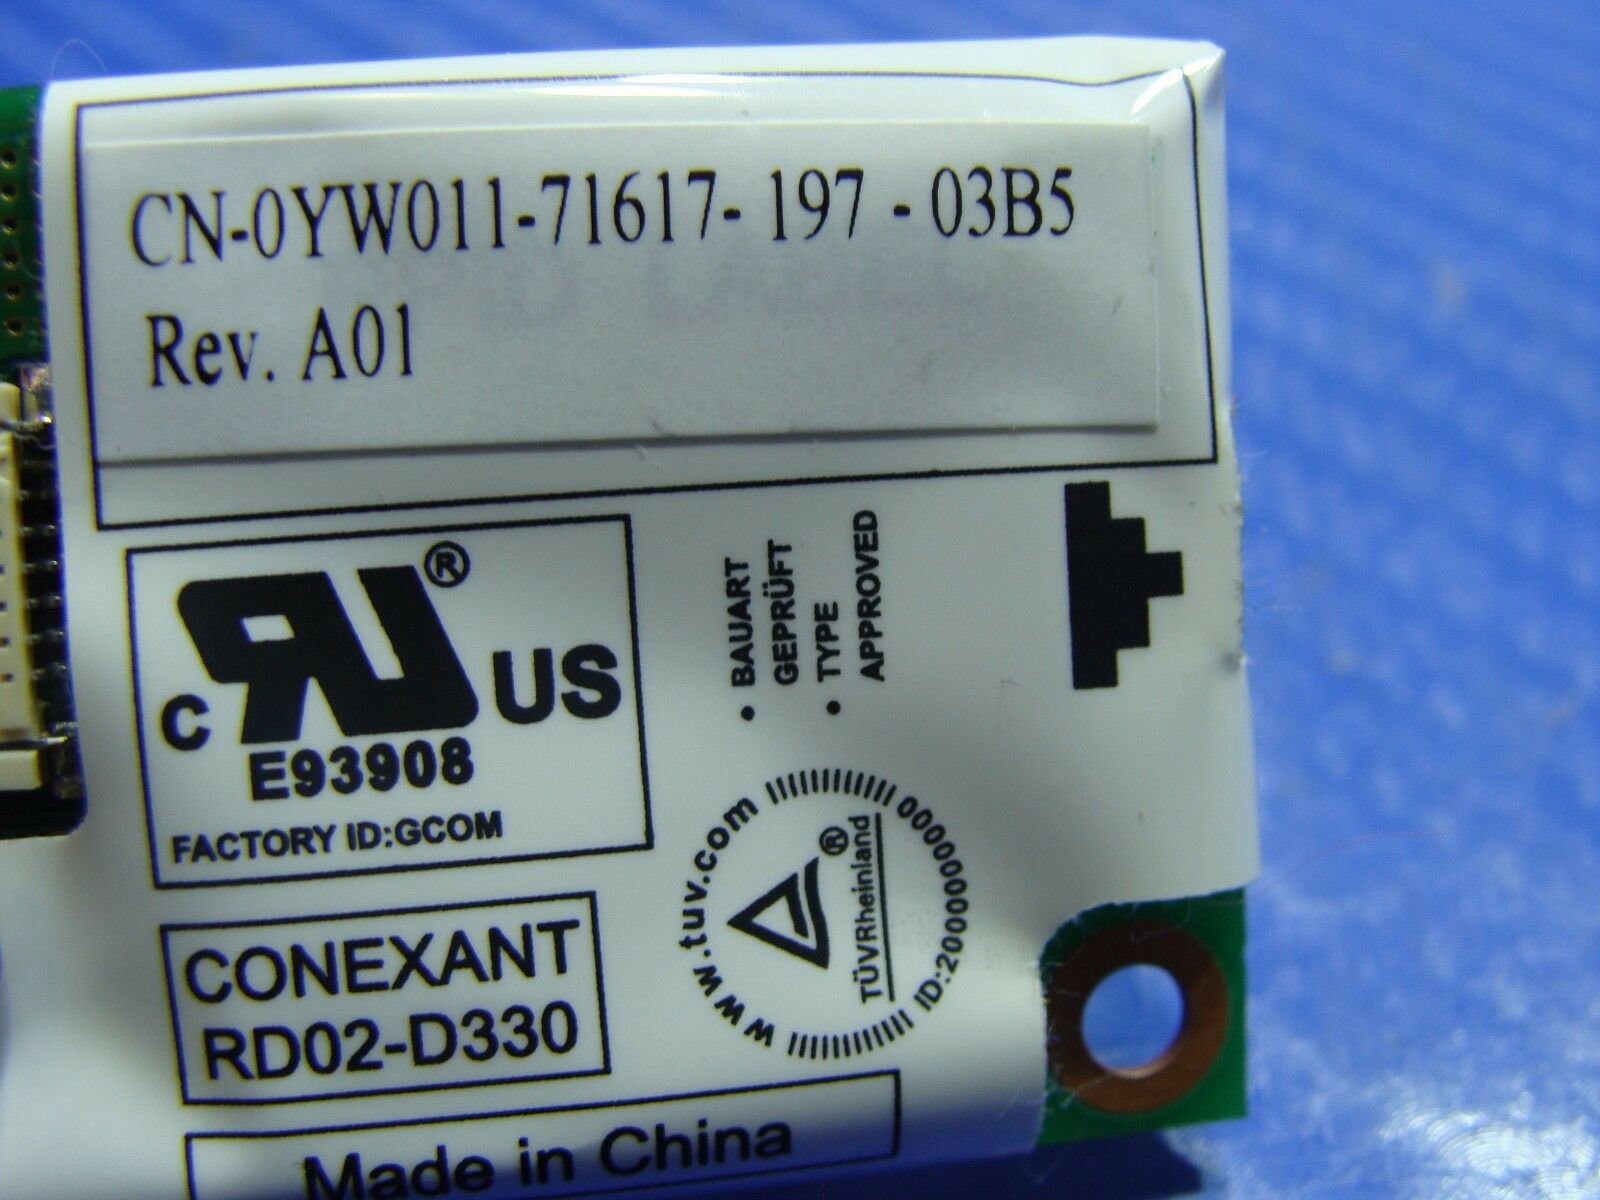 CN-0YW011-71617- 197 - 03B5
Rev. A01
C RU® US
E93908
FACTORY ID:GCOM
• BAUART
GEPRÜFT
• TYPE
APPROVED
www.tuv.com
TÜVRheinland®
ID:2000000000
CONEXANT
RD02-D330
Made in China